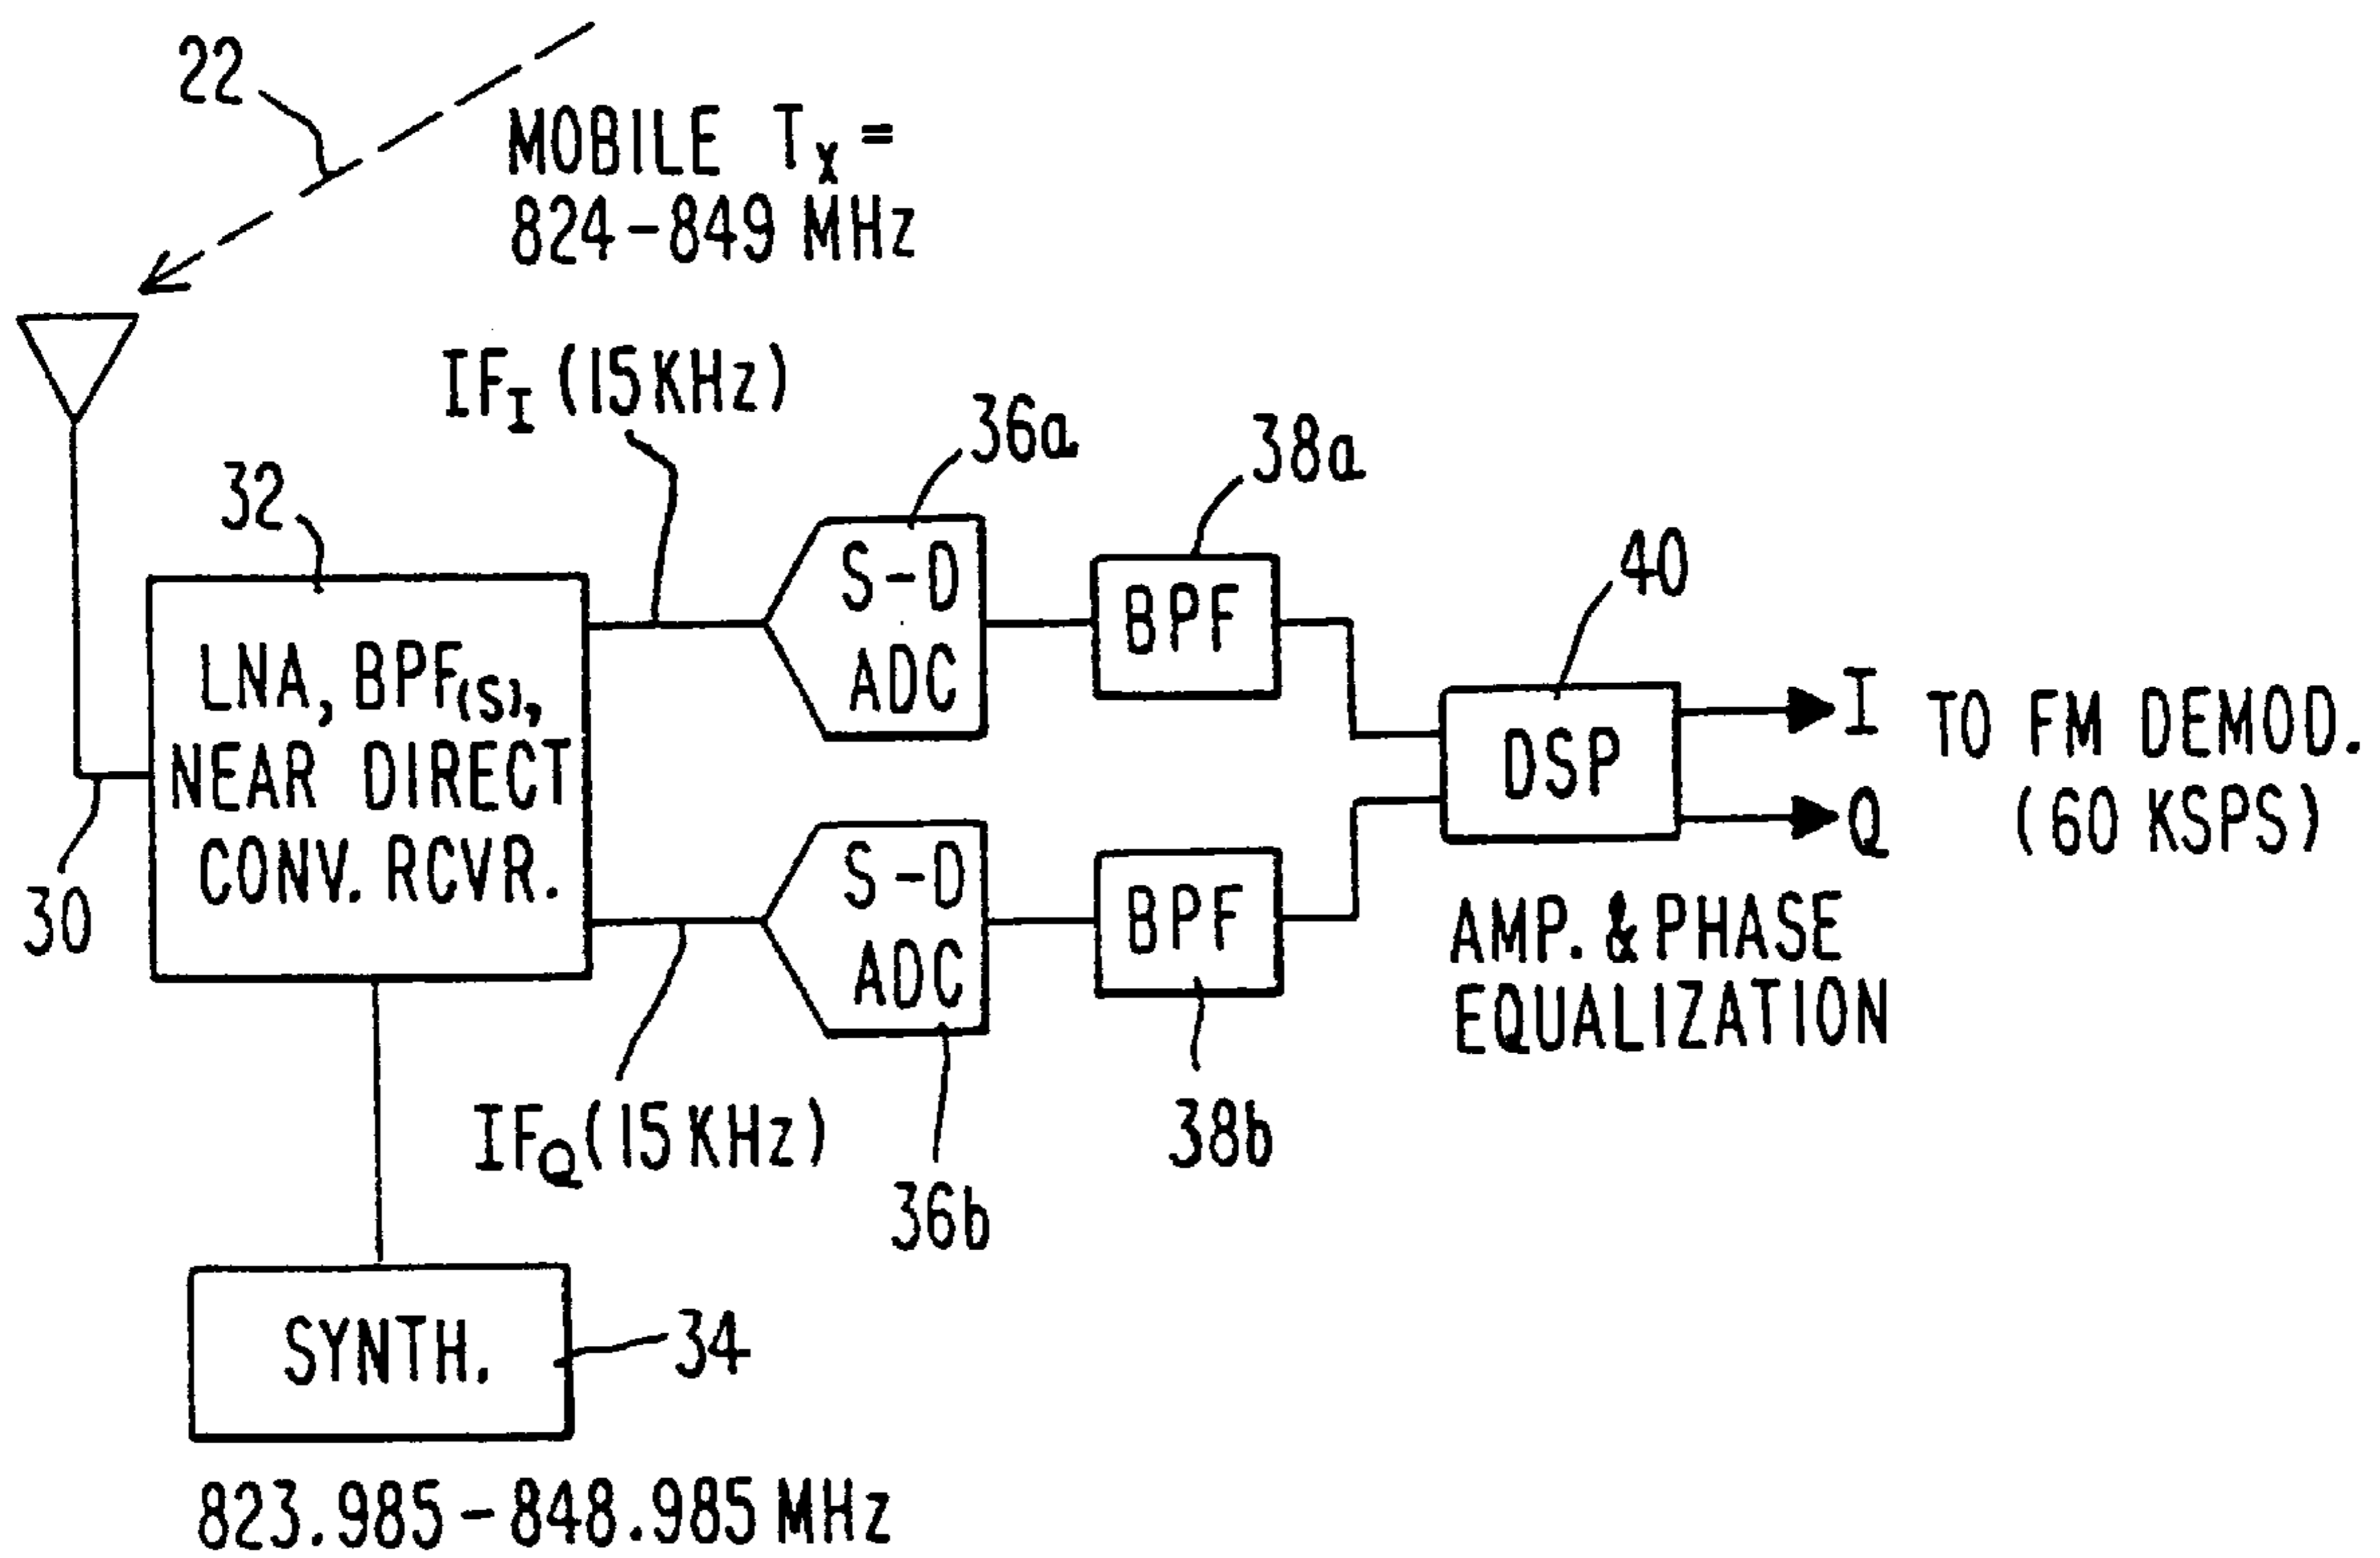 22
MOBILE Tx =
824-849 MHz
IFI (15KHz)
36a
38a
32
40
S-D
ADC
BPF
LNA, BPF(S),
NEAR DIRECT
CONV. RCVR.
DSP
I
Q
TO FM DEMOD.
(60 KSPS)
30
S-D
ADC
BPF
AMP. & PHASE
EQUALIZATION
IFQ (15KHz)
38b
36b
SYNTH.
34
823.985-848.985 MHz